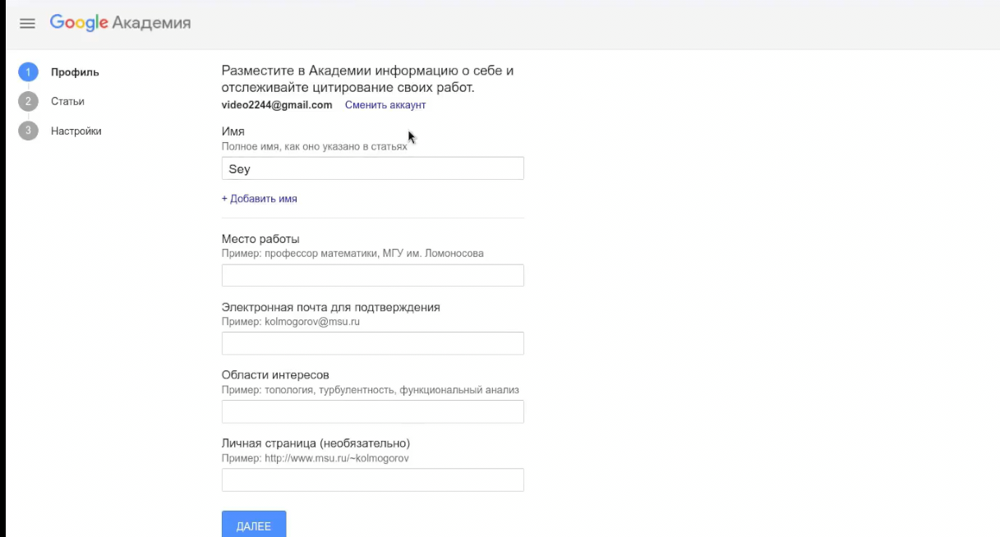 Google Академия
1 Профиль
2 Статьи
3 Настройки
Разместите в Академии информацию о себе и
отслеживайте цитирование своих работ.
video2244@gmail.com Сменить аккаунт
Имя
Полное имя, как оно указано в статьях
Sey
+ Добавить имя
Место работы
Пример: профессор математики, МГУ им. Ломоносова
Электронная почта для подтверждения
Пример: kolmogorov@msu.ru
Области интересов
Пример: топология, турбулентность, функциональный анализ
Личная страница (необязательно)
Пример: http://www.msu.ru/~kolmogorov
ДАЛЕЕ